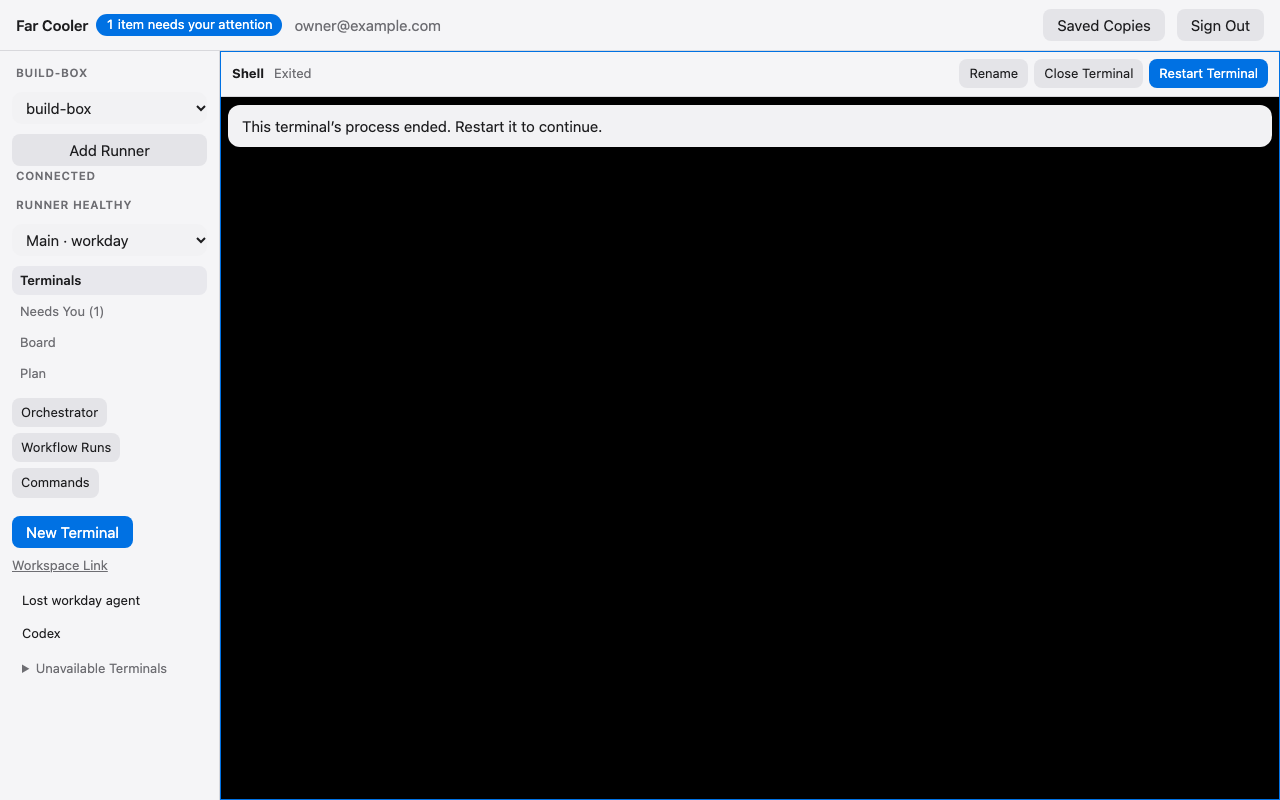 Far Cooler 1 item needs your attention owner@example.com Saved Copies Sign Out
BUILD-BOX
build-box
Add Runner
CONNECTED
RUNNER HEALTHY
Main · workday
Terminals
Needs You (1)
Board
Plan
Orchestrator
Workflow Runs
Commands
New Terminal
Workspace Link
Lost workday agent
Codex
Unavailable Terminals
Shell Exited Rename Close Terminal Restart Terminal
This terminal’s process ended. Restart it to continue.